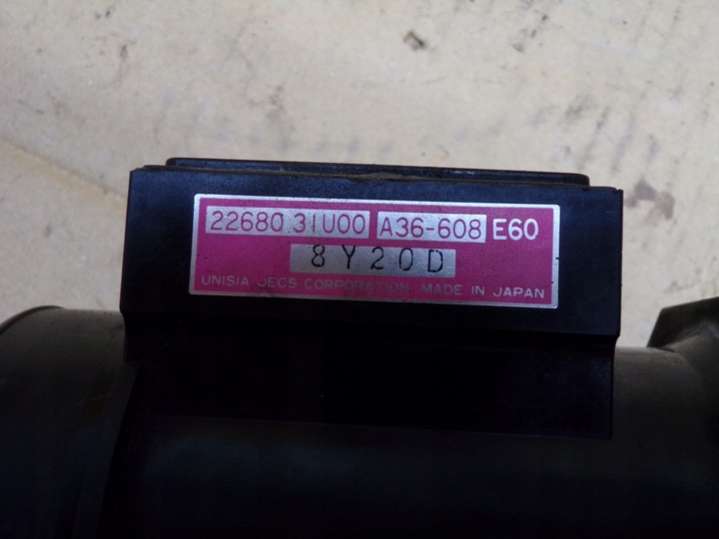 22680 31U00 A36-608 E60
8Y20D
UNISIA JECS CORPORATION MADE IN JAPAN